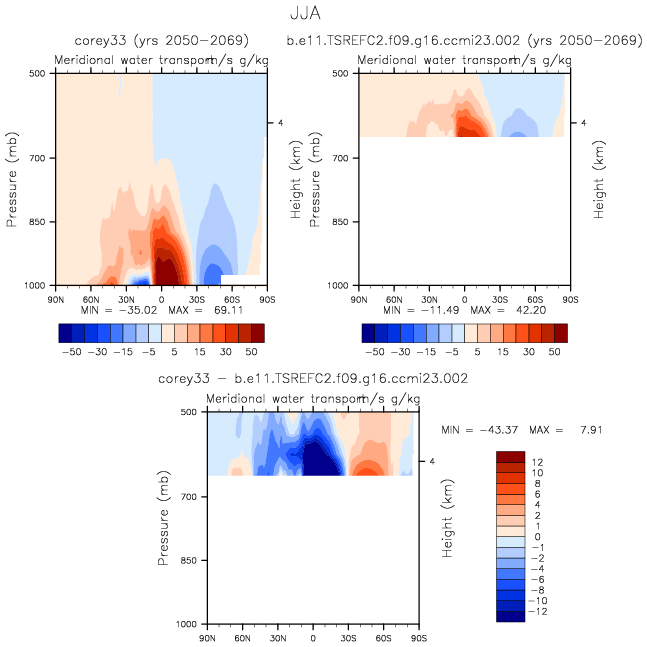 JJA
corey33 (yrs 2050-2069)
Meridional water transport m/s g/kg
500
700
850
1000
Pressure (mb)
4
Height (km)
90N 60N 30N 0 30S 60S 90S
MIN = -35.02 MAX = 69.11
-50 -30 -15 -5 5 15 30 50
b.e11.TSREFC2.f09.g16.ccmi23.002 (yrs 2050-2069)
Meridional water transport m/s g/kg
500
700
850
1000
Pressure (mb)
4
Height (km)
90N 60N 30N 0 30S 60S 90S
MIN = -11.49 MAX = 42.20
-50 -30 -15 -5 5 15 30 50
corey33 - b.e11.TSREFC2.f09.g16.ccmi23.002
Meridional water transport m/s g/kg
500
700
850
1000
Pressure (mb)
4
Height (km)
90N 60N 30N 0 30S 60S 90S
MIN = -43.37 MAX = 7.91
12
10
8
6
4
2
1
0
-1
-2
-4
-6
-8
-10
-12